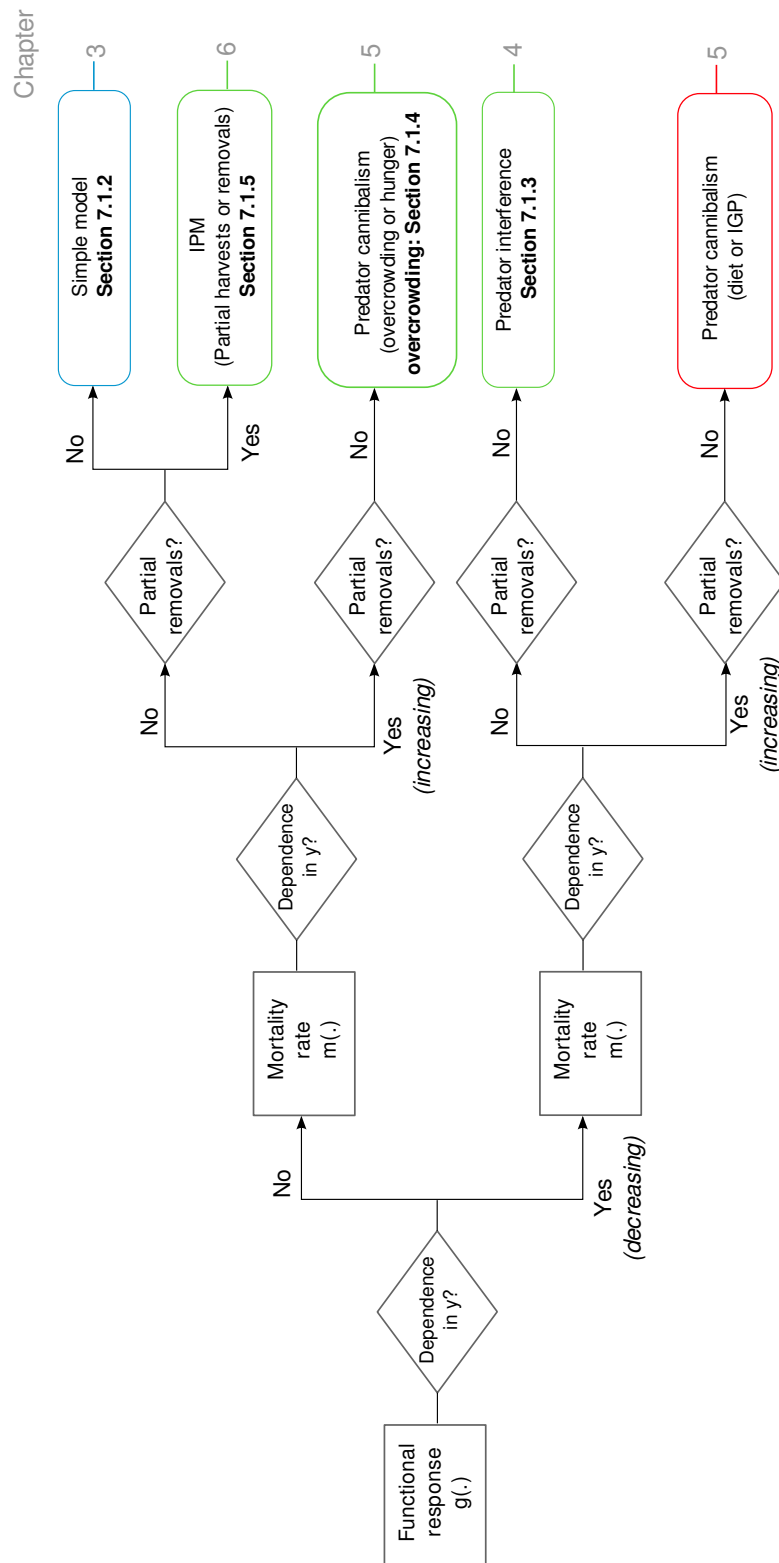 Functional
response
g(.)
Dependence
in y?
No
Yes
(decreasing)
Mortality
rate
m(.)
Mortality
rate
m(.)
Dependence
in y?
Dependence
in y?
No
Yes
(increasing)
No
Yes
(increasing)
Partial
removals?
Partial
removals?
Partial
removals?
Partial
removals?
No
Yes
No
No
No
Chapter
Simple model
Section 7.1.2
3
IPM
(Partial harvests or removals)
Section 7.1.5
6
Predator cannibalism
(overcrowding or hunger)
overcrowding: Section 7.1.4
5
Predator interference
Section 7.1.3
4
Predator cannibalism
(diet or IGP)
5